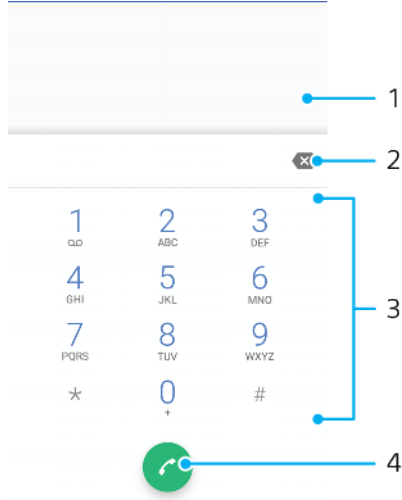 1
2
1 2 3
ABC DEF
4 5 6
GHI JKL MNO
3
7 8 9
PQRS TUV WXYZ
* 0 #
+
4